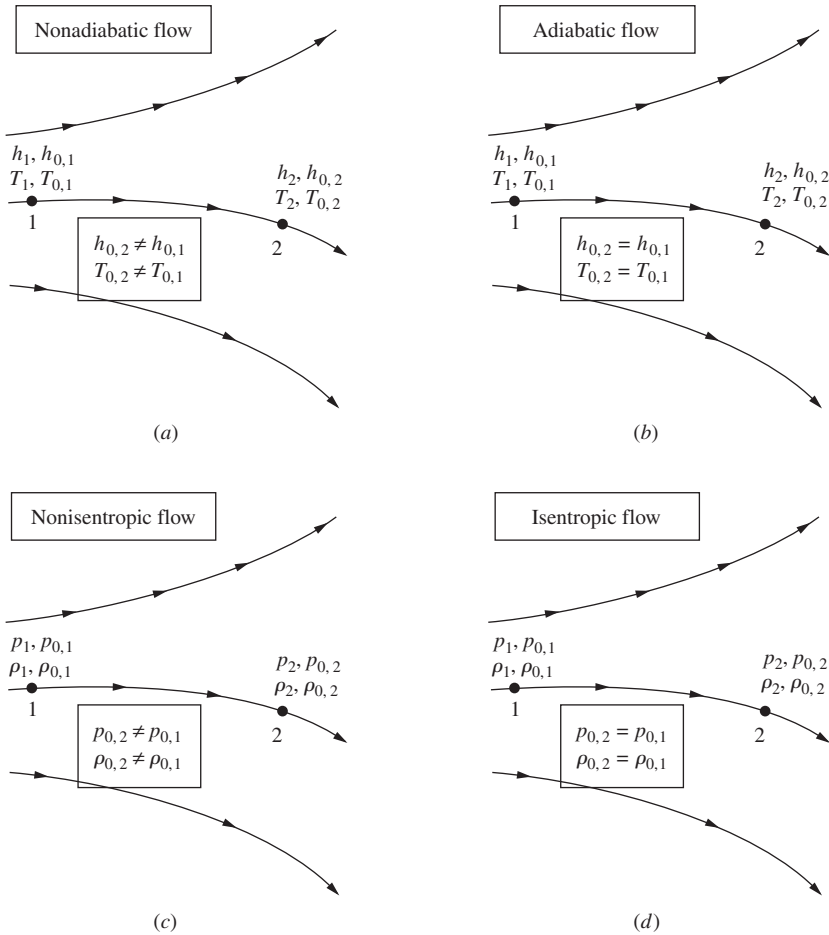 Nonadiabatic flow
h₁, h₀,₁
T₁, T₀,₁
1
h₂, h₀,₂
T₂, T₀,₂
2
h₀,₂ ≠ h₀,₁
T₀,₂ ≠ T₀,₁
(a)
Adiabatic flow
h₁, h₀,₁
T₁, T₀,₁
1
h₂, h₀,₂
T₂, T₀,₂
2
h₀,₂ = h₀,₁
T₀,₂ = T₀,₁
(b)
Nonisentropic flow
p₁, p₀,₁
ρ₁, ρ₀,₁
1
p₂, p₀,₂
ρ₂, ρ₀,₂
2
p₀,₂ ≠ p₀,₁
ρ₀,₂ ≠ ρ₀,₁
(c)
Isentropic flow
p₁, p₀,₁
ρ₁, ρ₀,₁
1
p₂, p₀,₂
ρ₂, ρ₀,₂
2
p₀,₂ = p₀,₁
ρ₀,₂ = ρ₀,₁
(d)